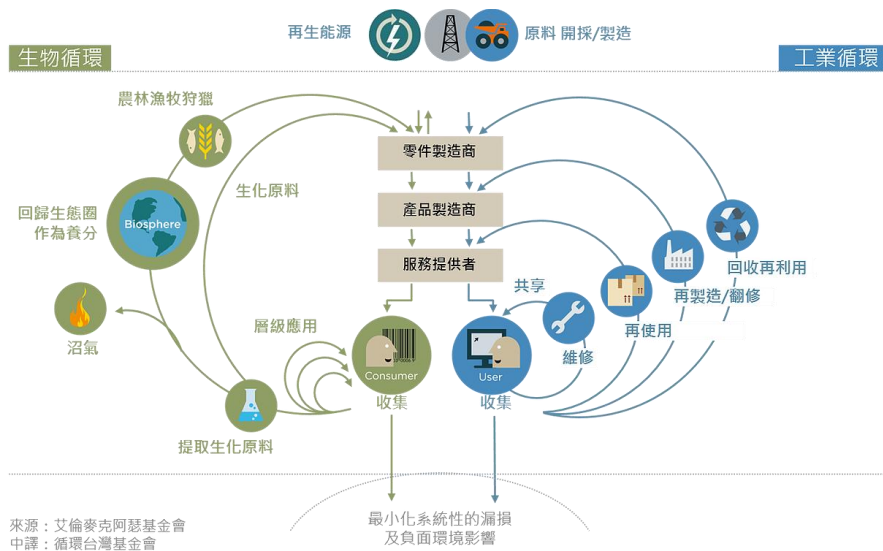 再生能源
原料 開採/製造
生物循環
工業循環
農林漁牧狩獵
零件製造商
生化原料
產品製造商
回歸生態圈
作為養分
Biosphere
服務提供者
回收再利用
共享
再製造/翻修
層級應用
再使用
沼氣
維修
Consumer
User
收集
收集
提取生化原料
最小化系統性的漏損
及負面環境影響
來源：艾倫麥克阿瑟基金會
中譯：循環台灣基金會